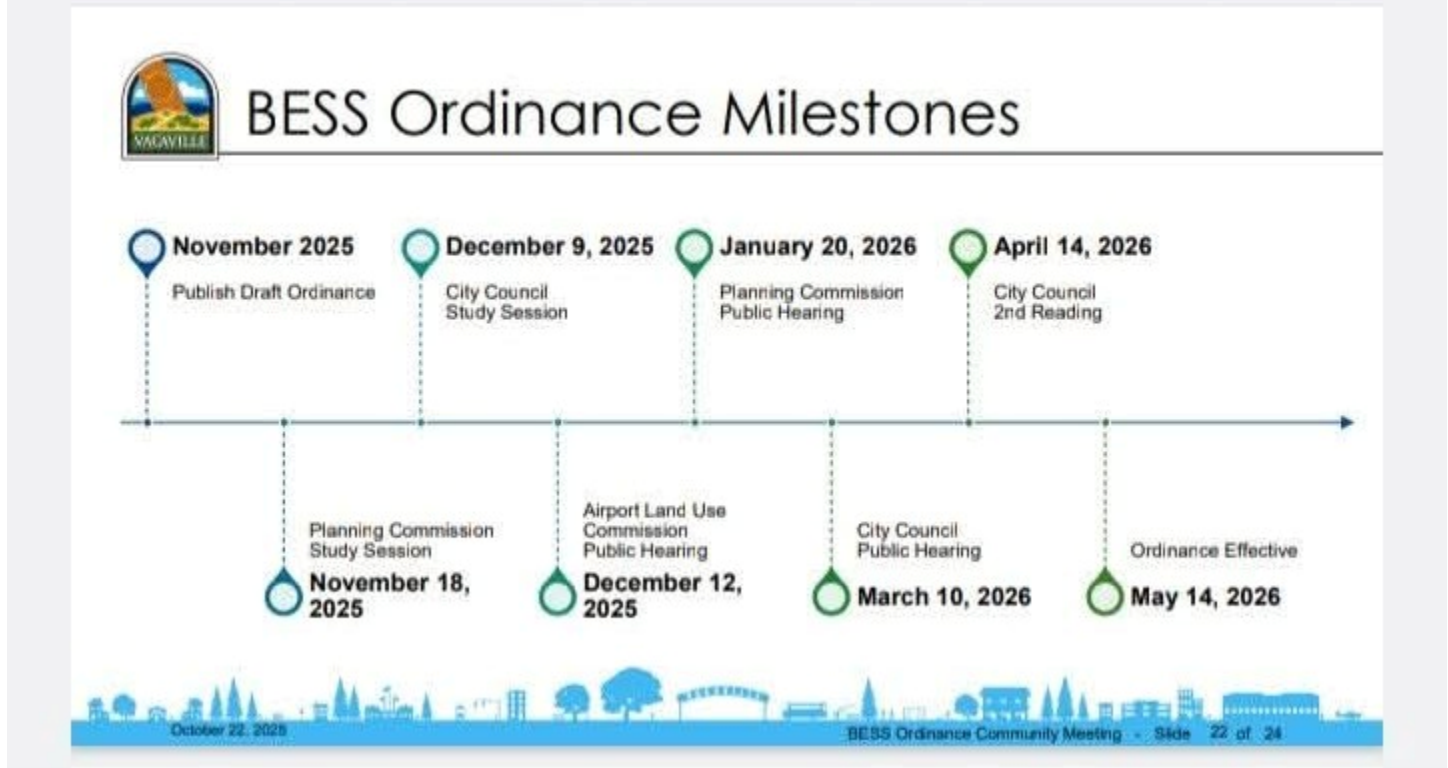 VACAVILLE
BESS Ordinance Milestones
November 2025
Publish Draft Ordinance
December 9, 2025
City Council
Study Session
January 20, 2026
Planning Commission
Public Hearing
April 14, 2026
City Council
2nd Reading
Planning Commission
Study Session
November 18,
2025
Airport Land Use
Commission
Public Hearing
December 12,
2025
City Council
Public Hearing
March 10, 2026
Ordinance Effective
May 14, 2026
October 22, 2025
BESS Ordinance Community Meeting - Slide 22 of 24